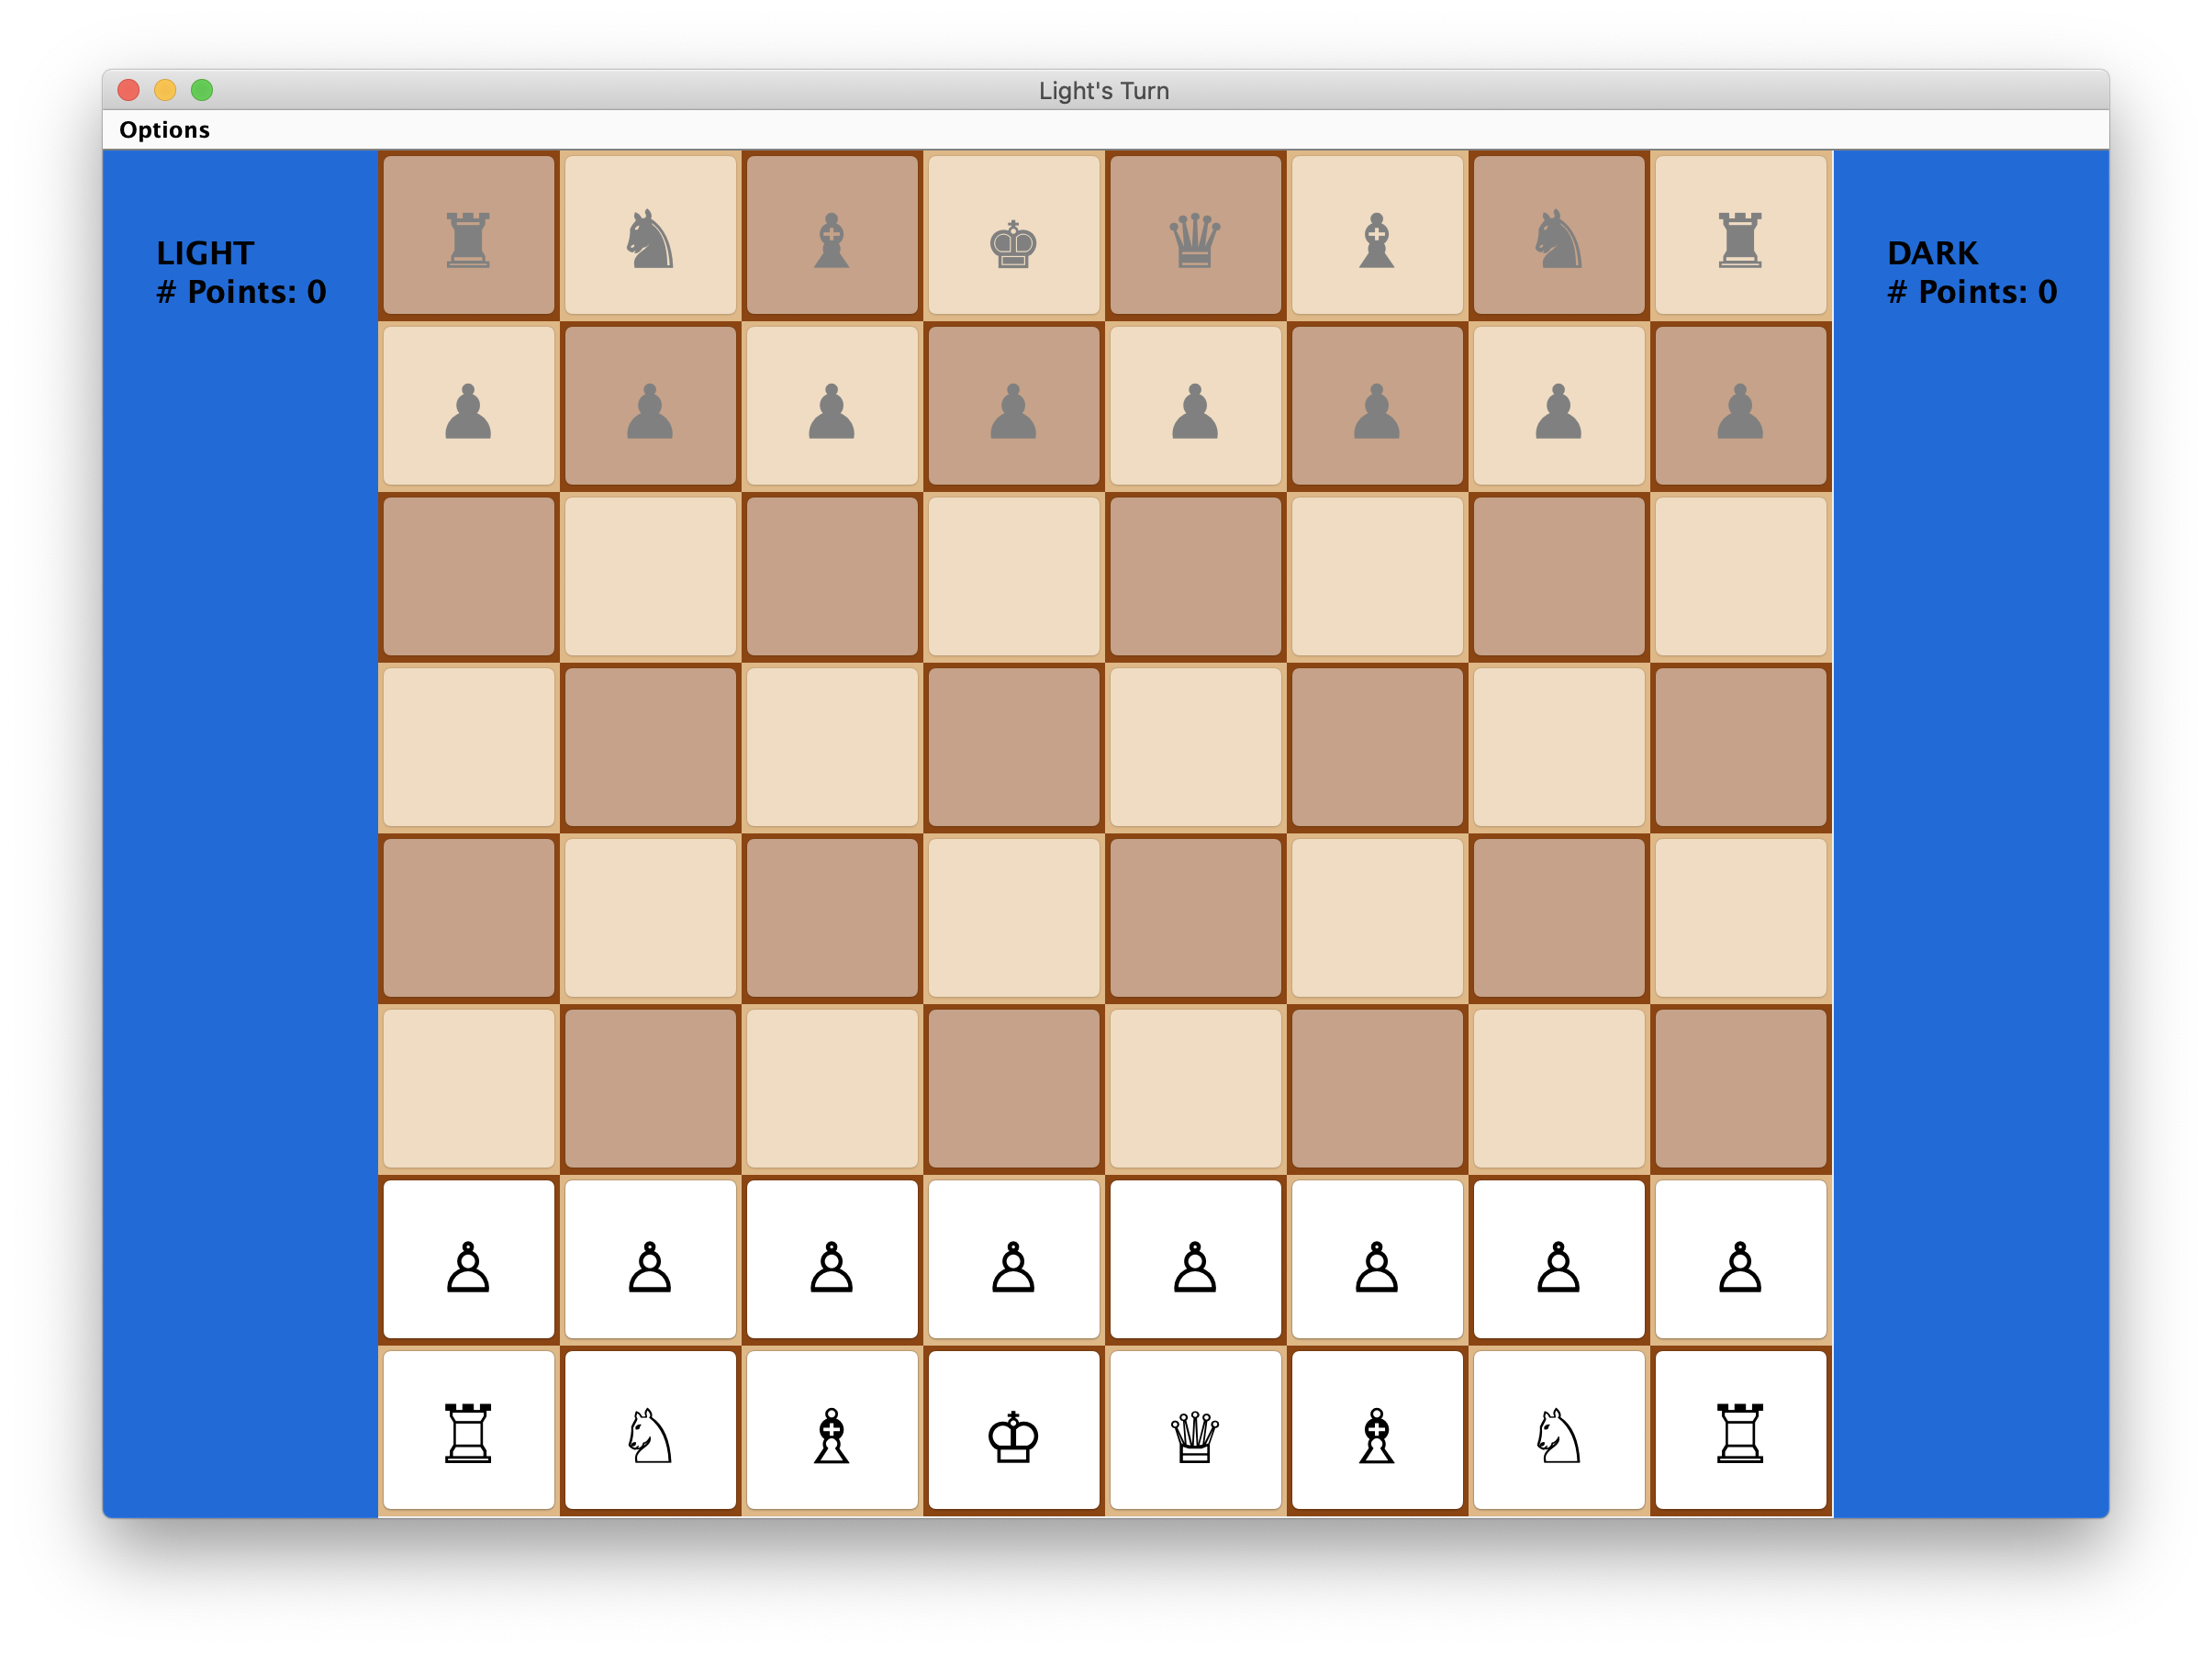 Light's Turn
Options
LIGHT
# Points: 0
DARK
# Points: 0